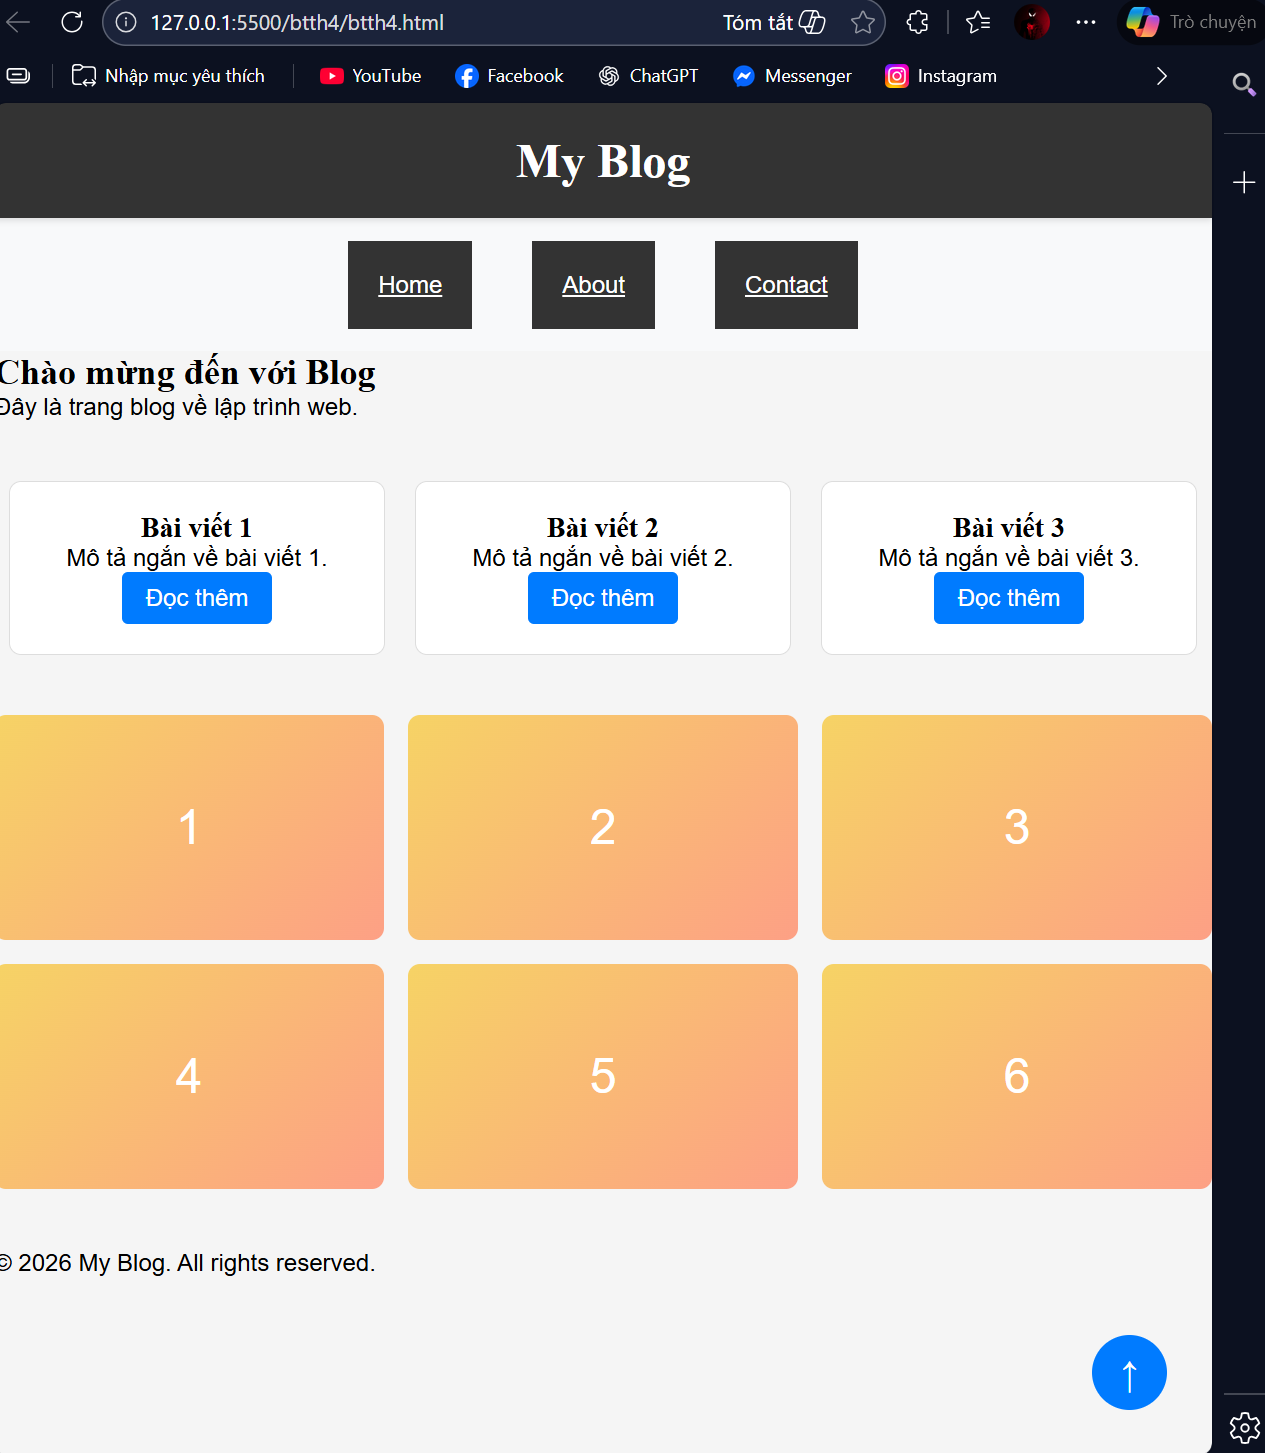 127.0.0.1:5500/btth4/btth4.html Tóm tắt Trò chuyện
Nhập mục yêu thích YouTube Facebook ChatGPT Messenger Instagram
My Blog
Home About Contact
Chào mừng đến với Blog
Đây là trang blog về lập trình web.
Bài viết 1 Bài viết 2 Bài viết 3
Mô tả ngắn về bài viết 1. Mô tả ngắn về bài viết 2. Mô tả ngắn về bài viết 3.
Đọc thêm Đọc thêm Đọc thêm
1 2 3
4 5 6
© 2026 My Blog. All rights reserved.
↑